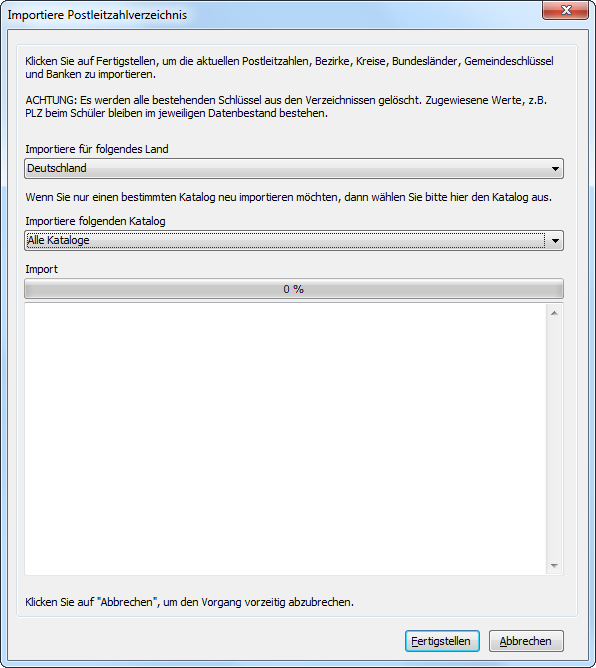 Importiere Postleitzahlverzeichnis
Klicken Sie auf Fertigstellen, um die aktuellen Postleitzahlen, Bezirke, Kreise, Bundesländer, Gemeindeschlüssel
und Banken zu importieren.
ACHTUNG: Es werden alle bestehenden Schlüssel aus den Verzeichnissen gelöscht. Zugewiesene Werte, z.B.
PLZ beim Schüler bleiben im jeweiligen Datenbestand bestehen.
Importiere für folgendes Land
Deutschland
Wenn Sie nur einen bestimmten Katalog neu importieren möchten, dann wählen Sie bitte hier den Katalog aus.
Importiere folgenden Katalog
Alle Kataloge
Import
0 %
Klicken Sie auf "Abbrechen", um den Vorgang vorzeitig abzubrechen.
Fertigstellen
Abbrechen